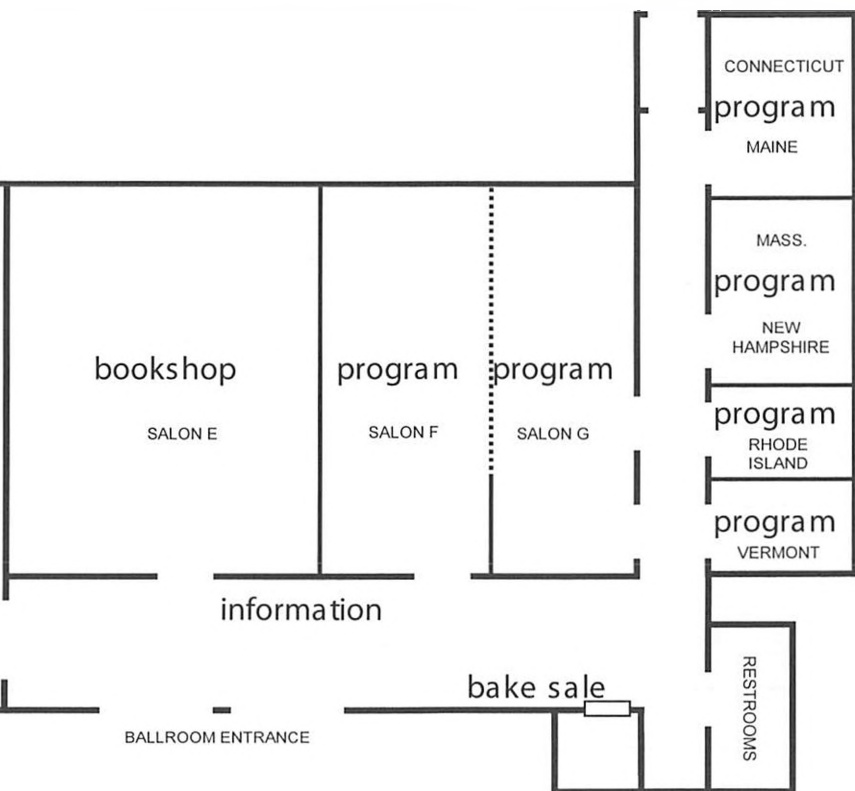 CONNECTICUT
program
MAINE
MASS.
program
NEW
HAMPSHIRE
bookshop
SALON E
program
SALON F
program
SALON G
program
RHODE
ISLAND
program
VERMONT
information
bake sale
BALLROOM ENTRANCE
RESTROOMS